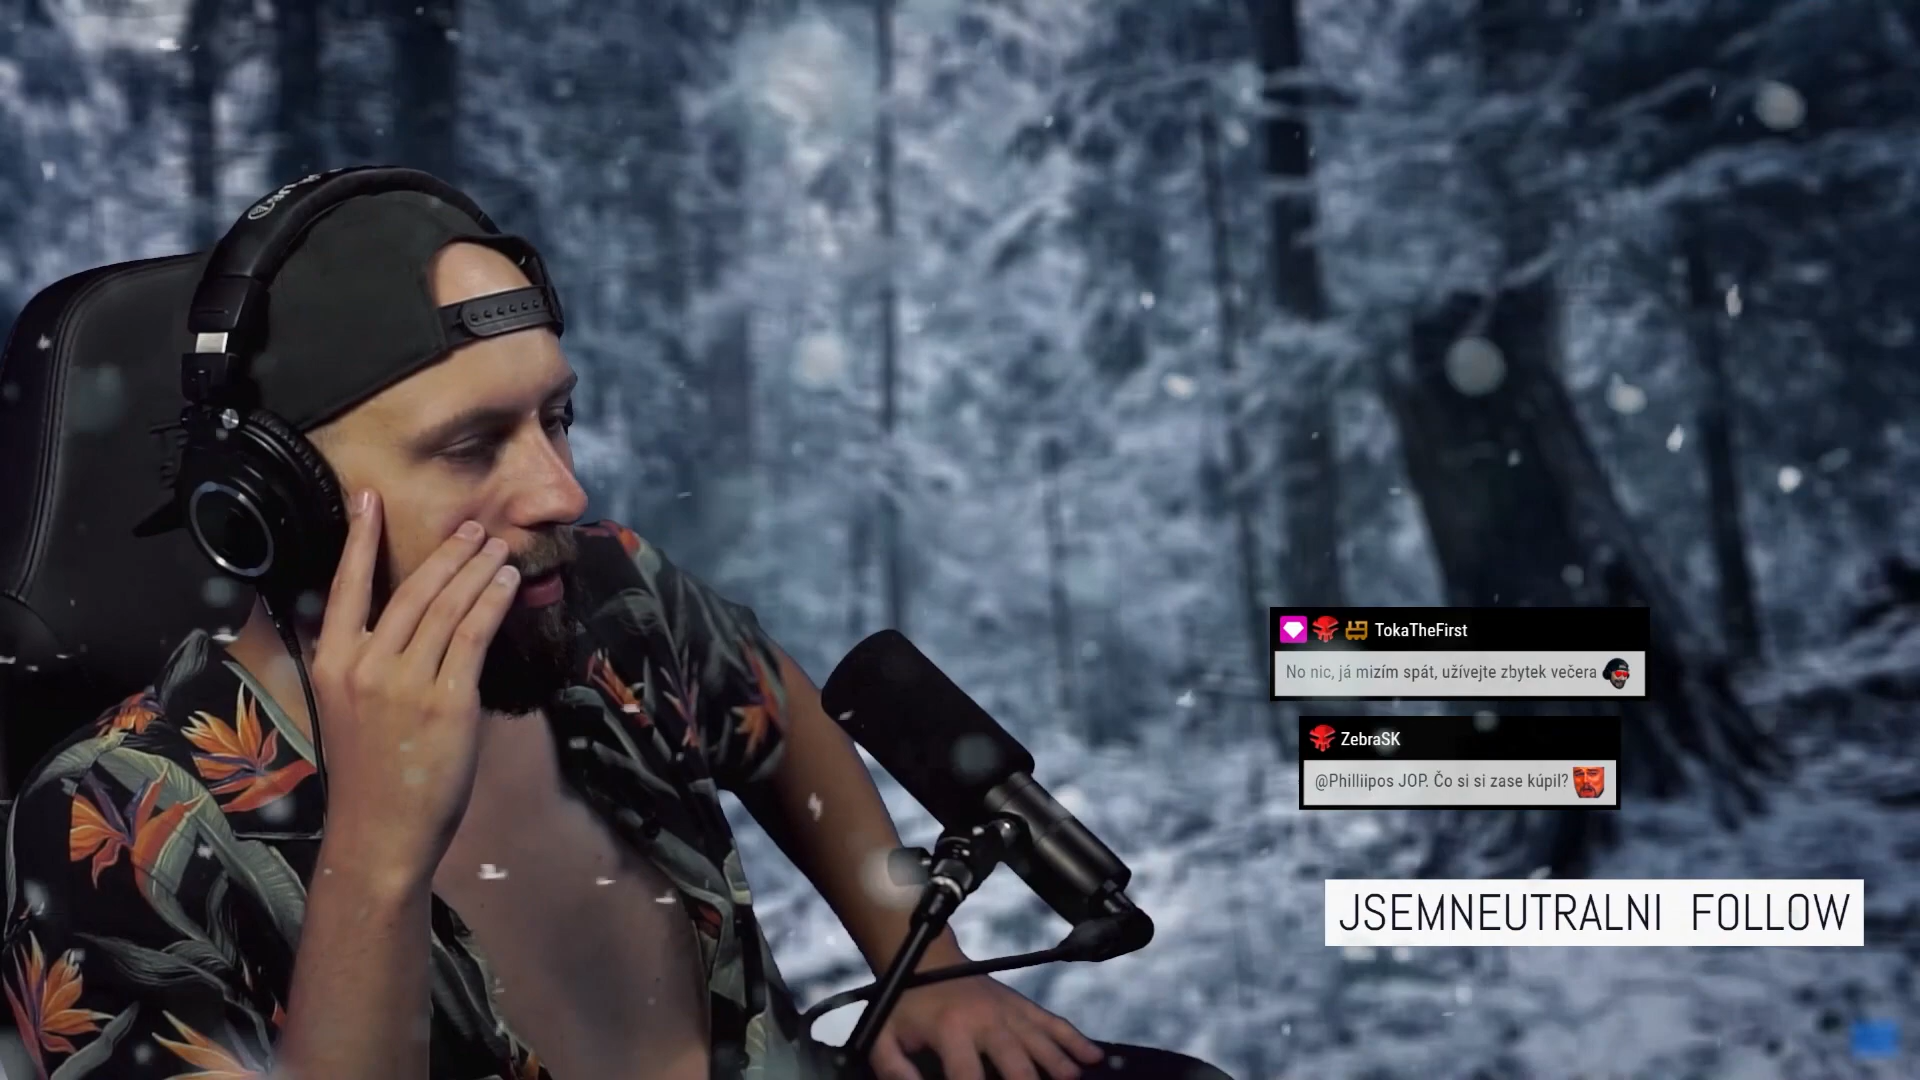 TokaTheFirst
No nic, já mizím spát, užívejte zbytek večera
ZebraSK
@Philliipos JOP. Čo si si zase kúpil?
JSEMNEUTRALNI FOLLOW